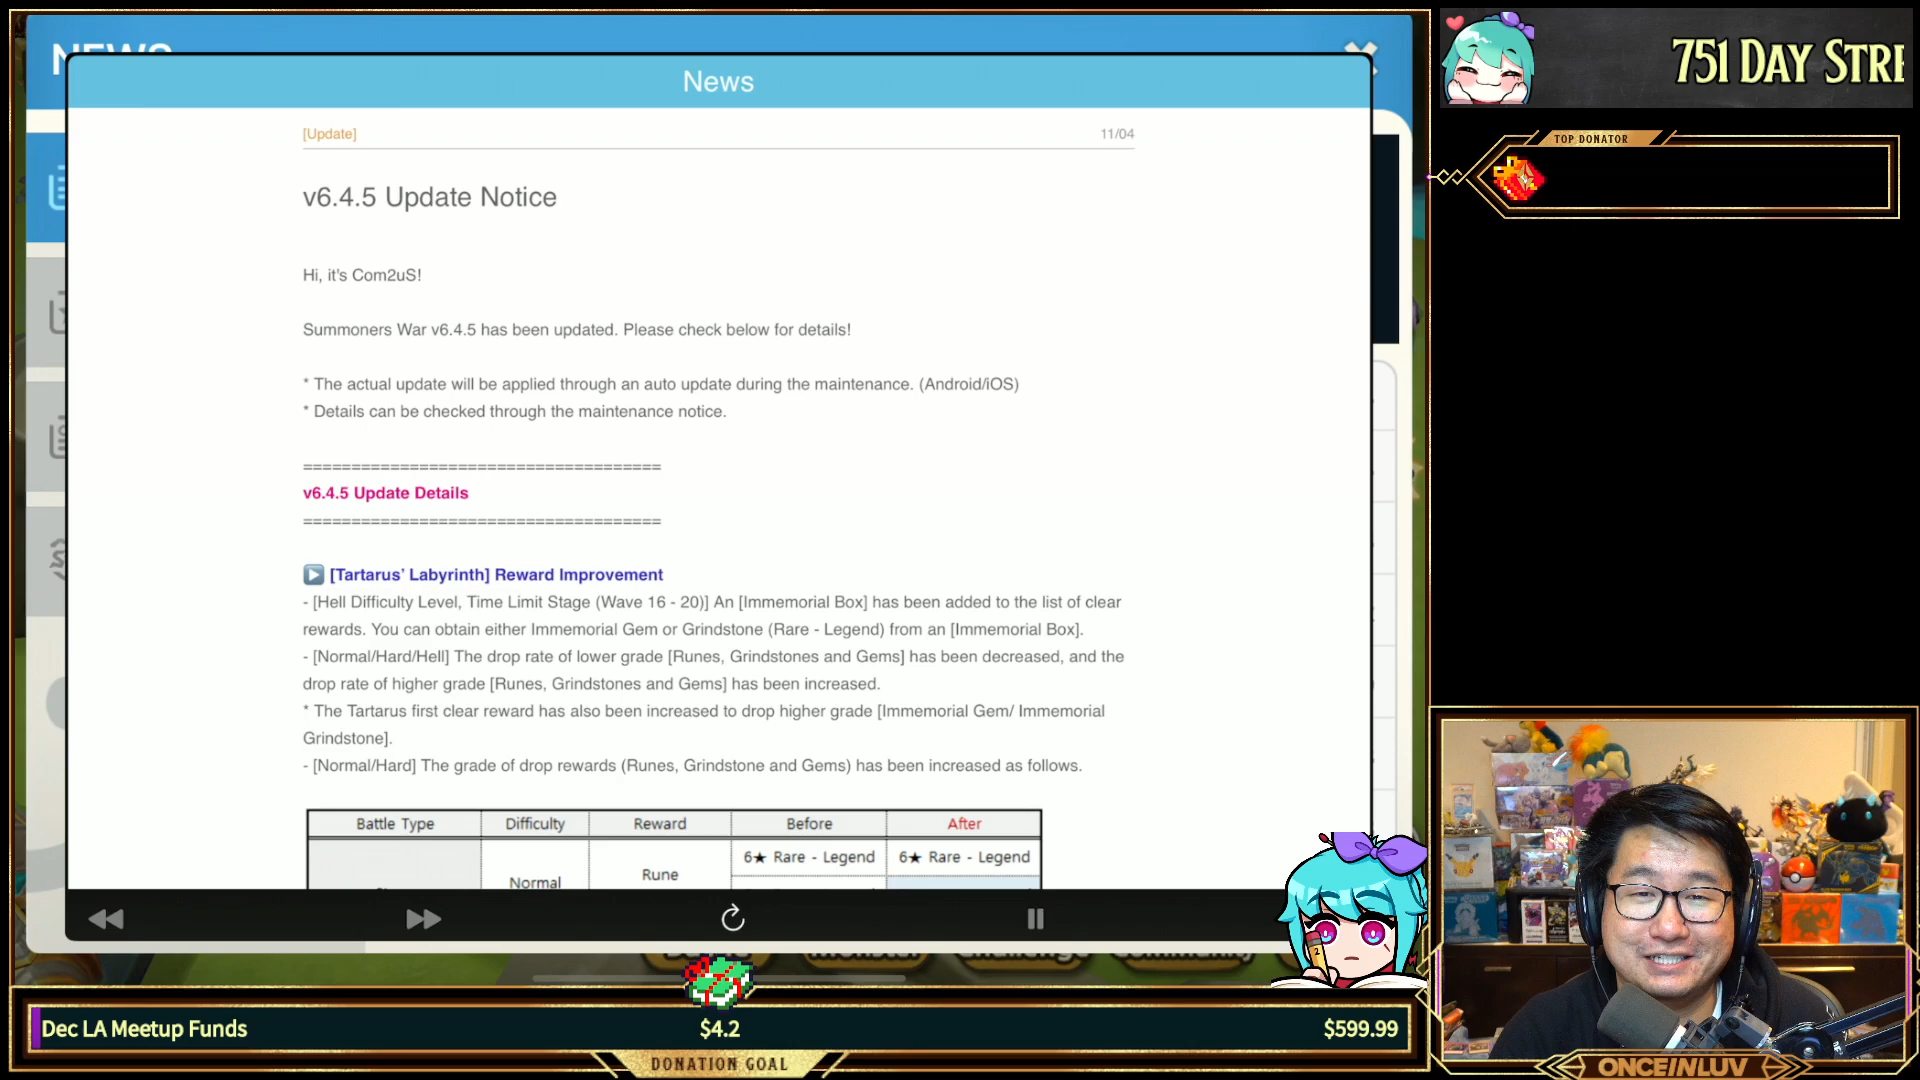 NEWS
News
[Update]
11/04
v6.4.5 Update Notice
Hi, it's Com2uS!
Summoners War v6.4.5 has been updated. Please check below for details!
* The actual update will be applied through an auto update during the maintenance. (Android/iOS)
* Details can be checked through the maintenance notice.
=====================================
v6.4.5 Update Details
=====================================
[Tartarus’ Labyrinth] Reward Improvement
- [Hell Difficulty Level, Time Limit Stage (Wave 16 - 20)] An [Immemorial Box] has been added to the list of clear
rewards. You can obtain either Immemorial Gem or Grindstone (Rare - Legend) from an [Immemorial Box].
- [Normal/Hard/Hell] The drop rate of lower grade [Runes, Grindstones and Gems] has been decreased, and the
drop rate of higher grade [Runes, Grindstones and Gems] has been increased.
* The Tartarus first clear reward has also been increased to drop higher grade [Immemorial Gem/ Immemorial
Grindstone].
- [Normal/Hard] The grade of drop rewards (Runes, Grindstone and Gems) has been increased as follows.
Battle Type Difficulty Reward Before After
6★ Rare - Legend 6★ Rare - Legend
Normal Rune
751 DAY STRE
TOP DONATOR
Dec LA Meetup Funds $4.2 $599.99
DONATION GOAL
ONCEINLUV